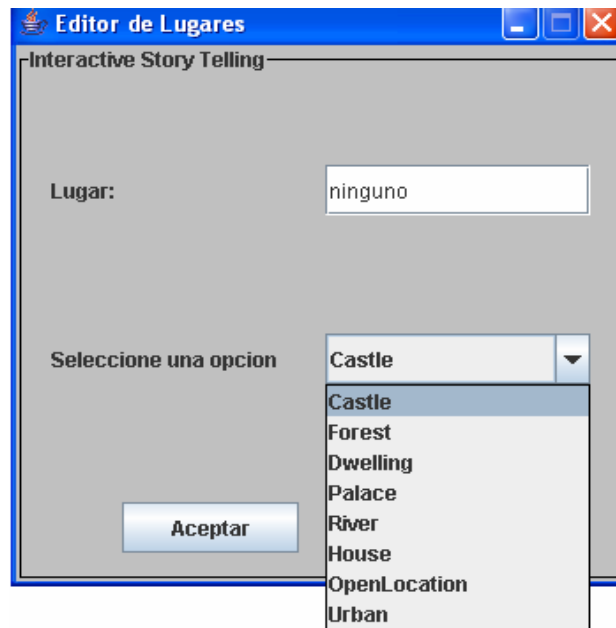 Editor de Lugares
Interactive Story Telling
Lugar:
ninguno
Seleccione una opcion
Castle
Castle
Forest
Dwelling
Palace
River
House
OpenLocation
Urban
Aceptar